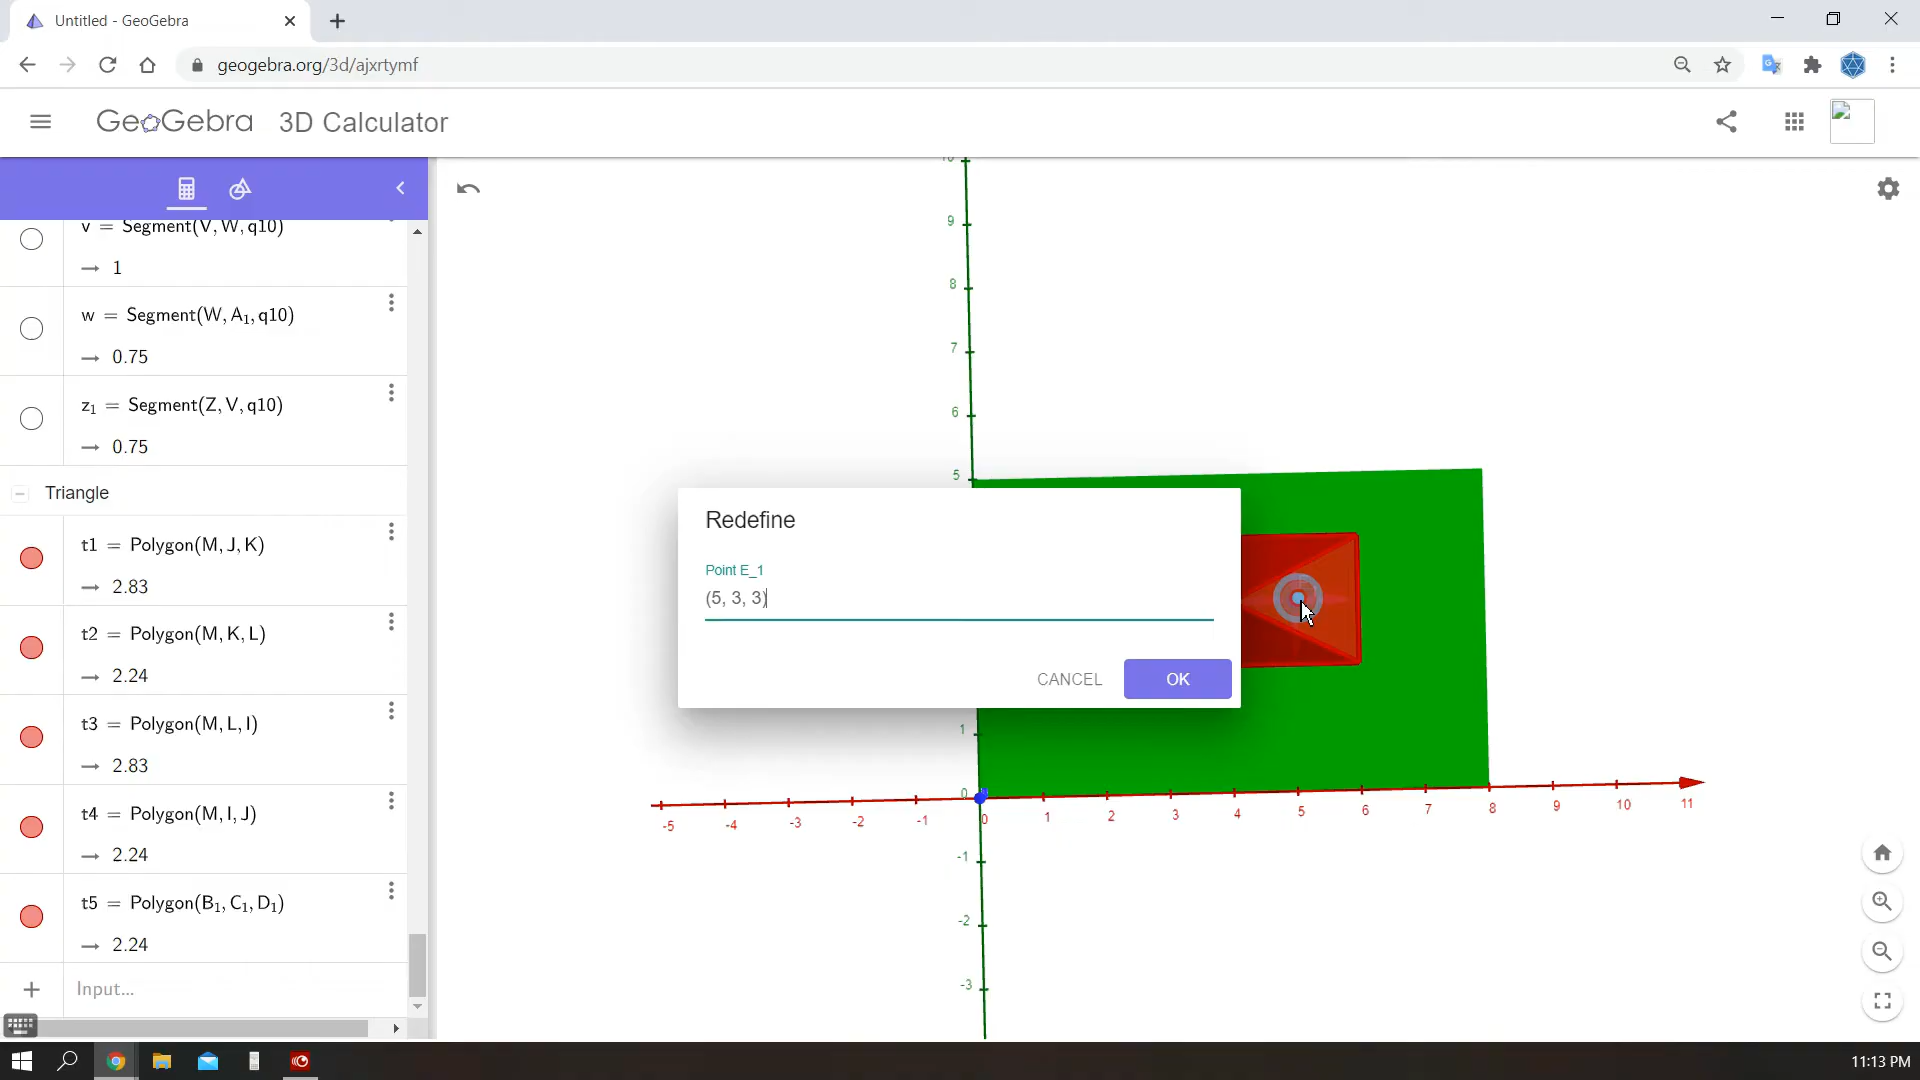 Untitled - GeoGebra
geogebra.org/3d/ajxrtymf
GeoGebra 3D Calculator
v = Segment(V, W, q10)
→ 1
w = Segment(W, A₁, q10)
→ 0.75
z₁ = Segment(Z, V, q10)
→ 0.75
Triangle
t1 = Polygon(M, J, K)
→ 2.83
t2 = Polygon(M, K, L)
→ 2.24
t3 = Polygon(M, L, I)
→ 2.83
t4 = Polygon(M, I, J)
→ 2.24
t5 = Polygon(B₁, C₁, D₁)
→ 2.24
Input...
10
9
8
7
6
5
1
0
-1
-2
-3
-5 -4 -3 -2 -1 0 1 2 3 4 5 6 7 8 9 10 11
Redefine
Point E_1
(5, 3, 3)
CANCEL OK
11:13 PM